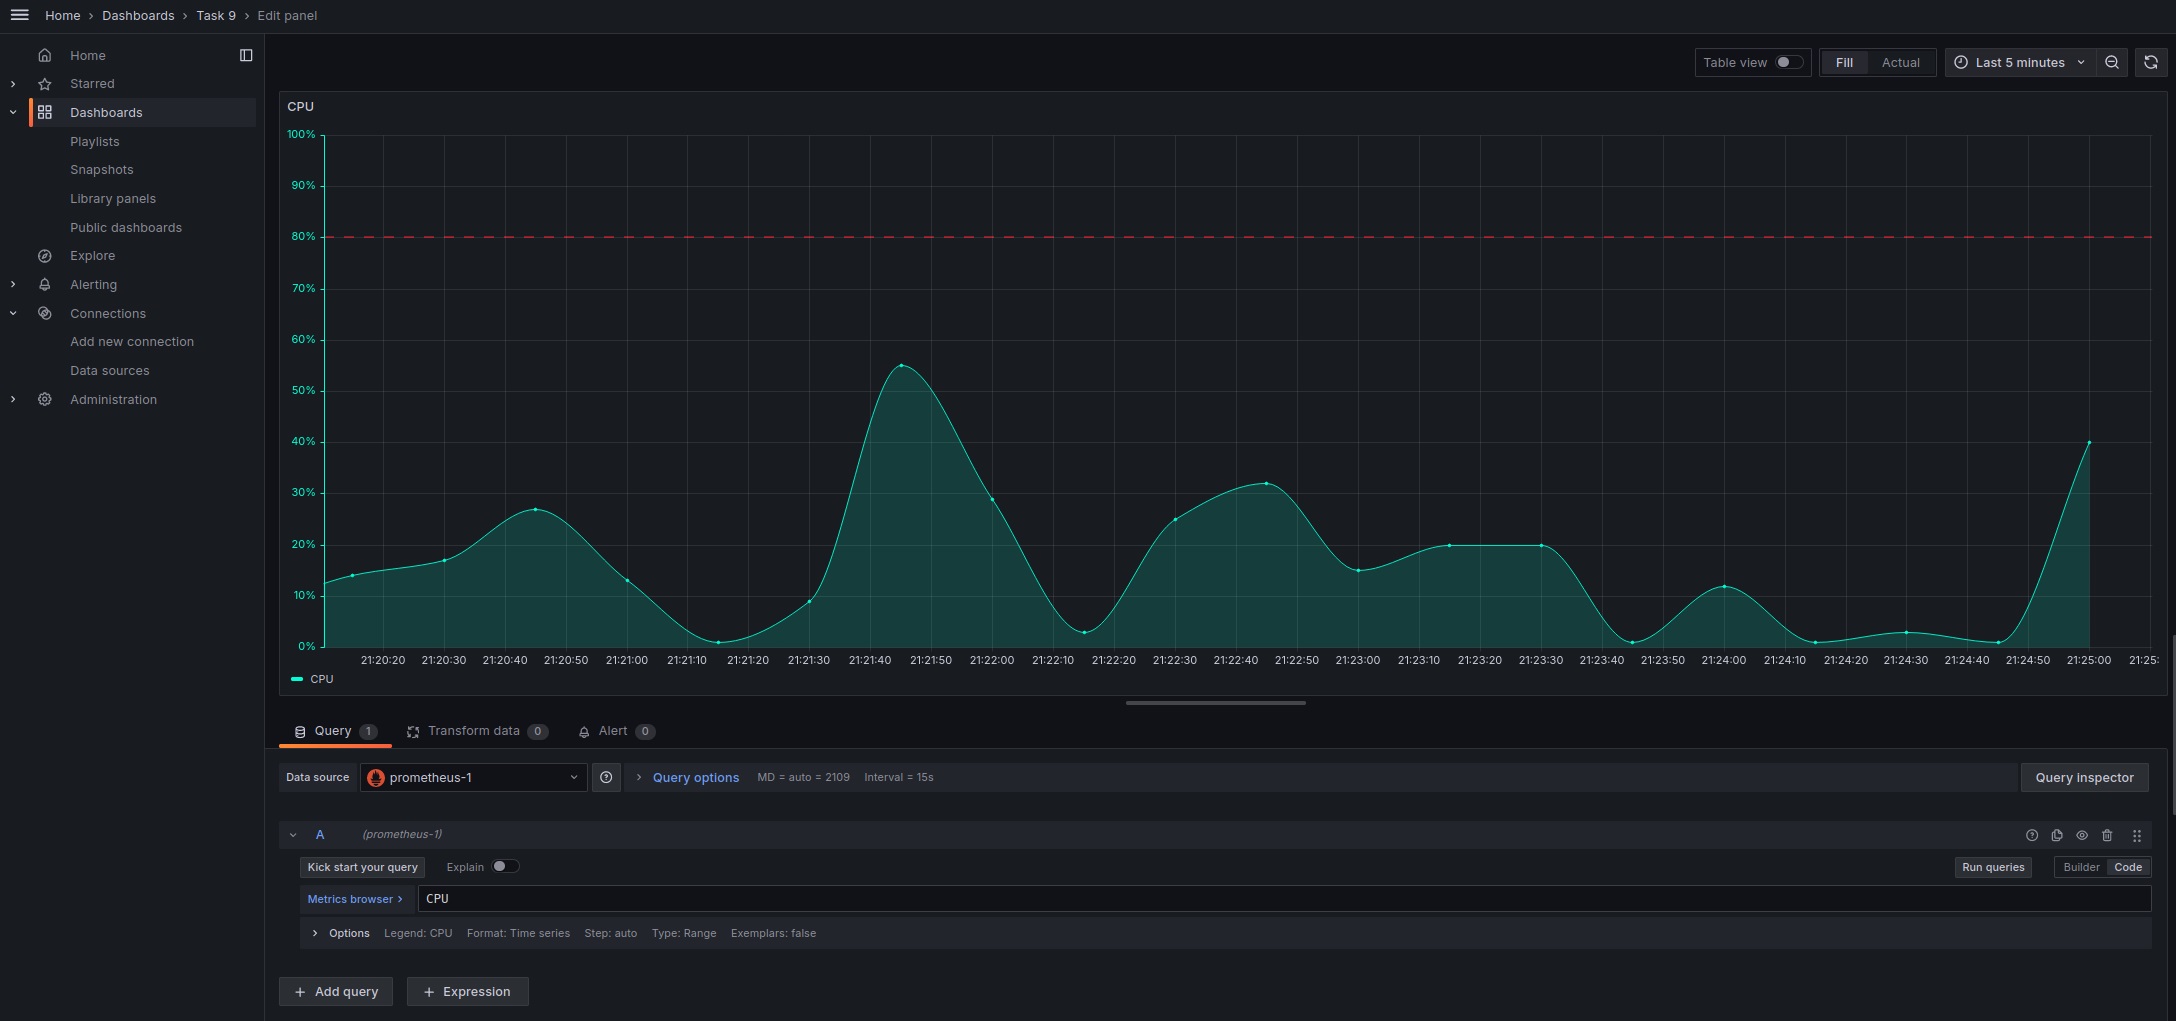 Home › Dashboards › Task 9 › Edit panel
Home
Starred
Dashboards
Playlists
Snapshots
Library panels
Public dashboards
Explore
Alerting
Connections
Add new connection
Data sources
Administration
Table view Fill Actual Last 5 minutes
CPU
100%
90%
80%
70%
60%
50%
40%
30%
20%
10%
0%
21:20:20 21:20:30 21:20:40 21:20:50 21:21:00 21:21:10 21:21:20 21:21:30 21:21:40 21:21:50 21:22:00 21:22:10 21:22:20 21:22:30 21:22:40 21:22:50 21:23:00 21:23:10 21:23:20 21:23:30 21:23:40 21:23:50 21:24:00 21:24:10 21:24:20 21:24:30 21:24:40 21:24:50 21:25:00 21:25:
CPU
Query 1 Transform data 0 Alert 0
Data source prometheus-1 Query options MD = auto = 2109 Interval = 15s Query inspector
A (prometheus-1)
Kick start your query Explain Run queries Builder Code
Metrics browser › CPU
Options Legend: CPU Format: Time series Step: auto Type: Range Exemplars: false
+ Add query + Expression